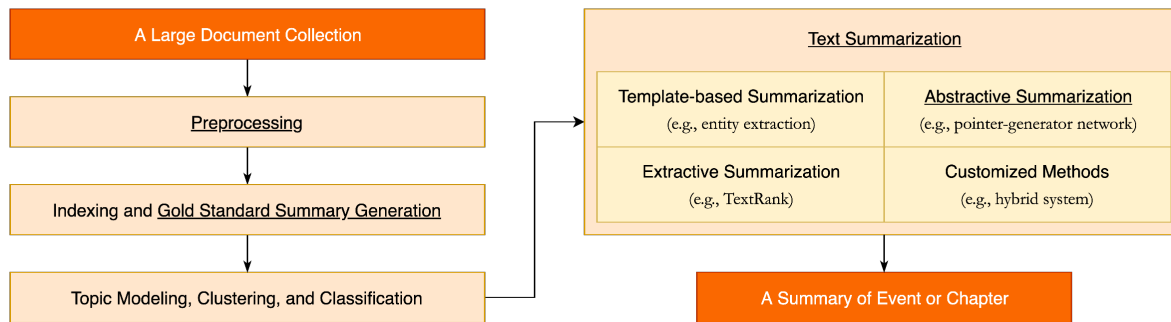 A Large Document Collection
Preprocessing
Indexing and Gold Standard Summary Generation
Topic Modeling, Clustering, and Classification
Text Summarization
Template-based Summarization
(e.g., entity extraction)
Abstractive Summarization
(e.g., pointer-generator network)
Extractive Summarization
(e.g., TextRank)
Customized Methods
(e.g., hybrid system)
A Summary of Event or Chapter